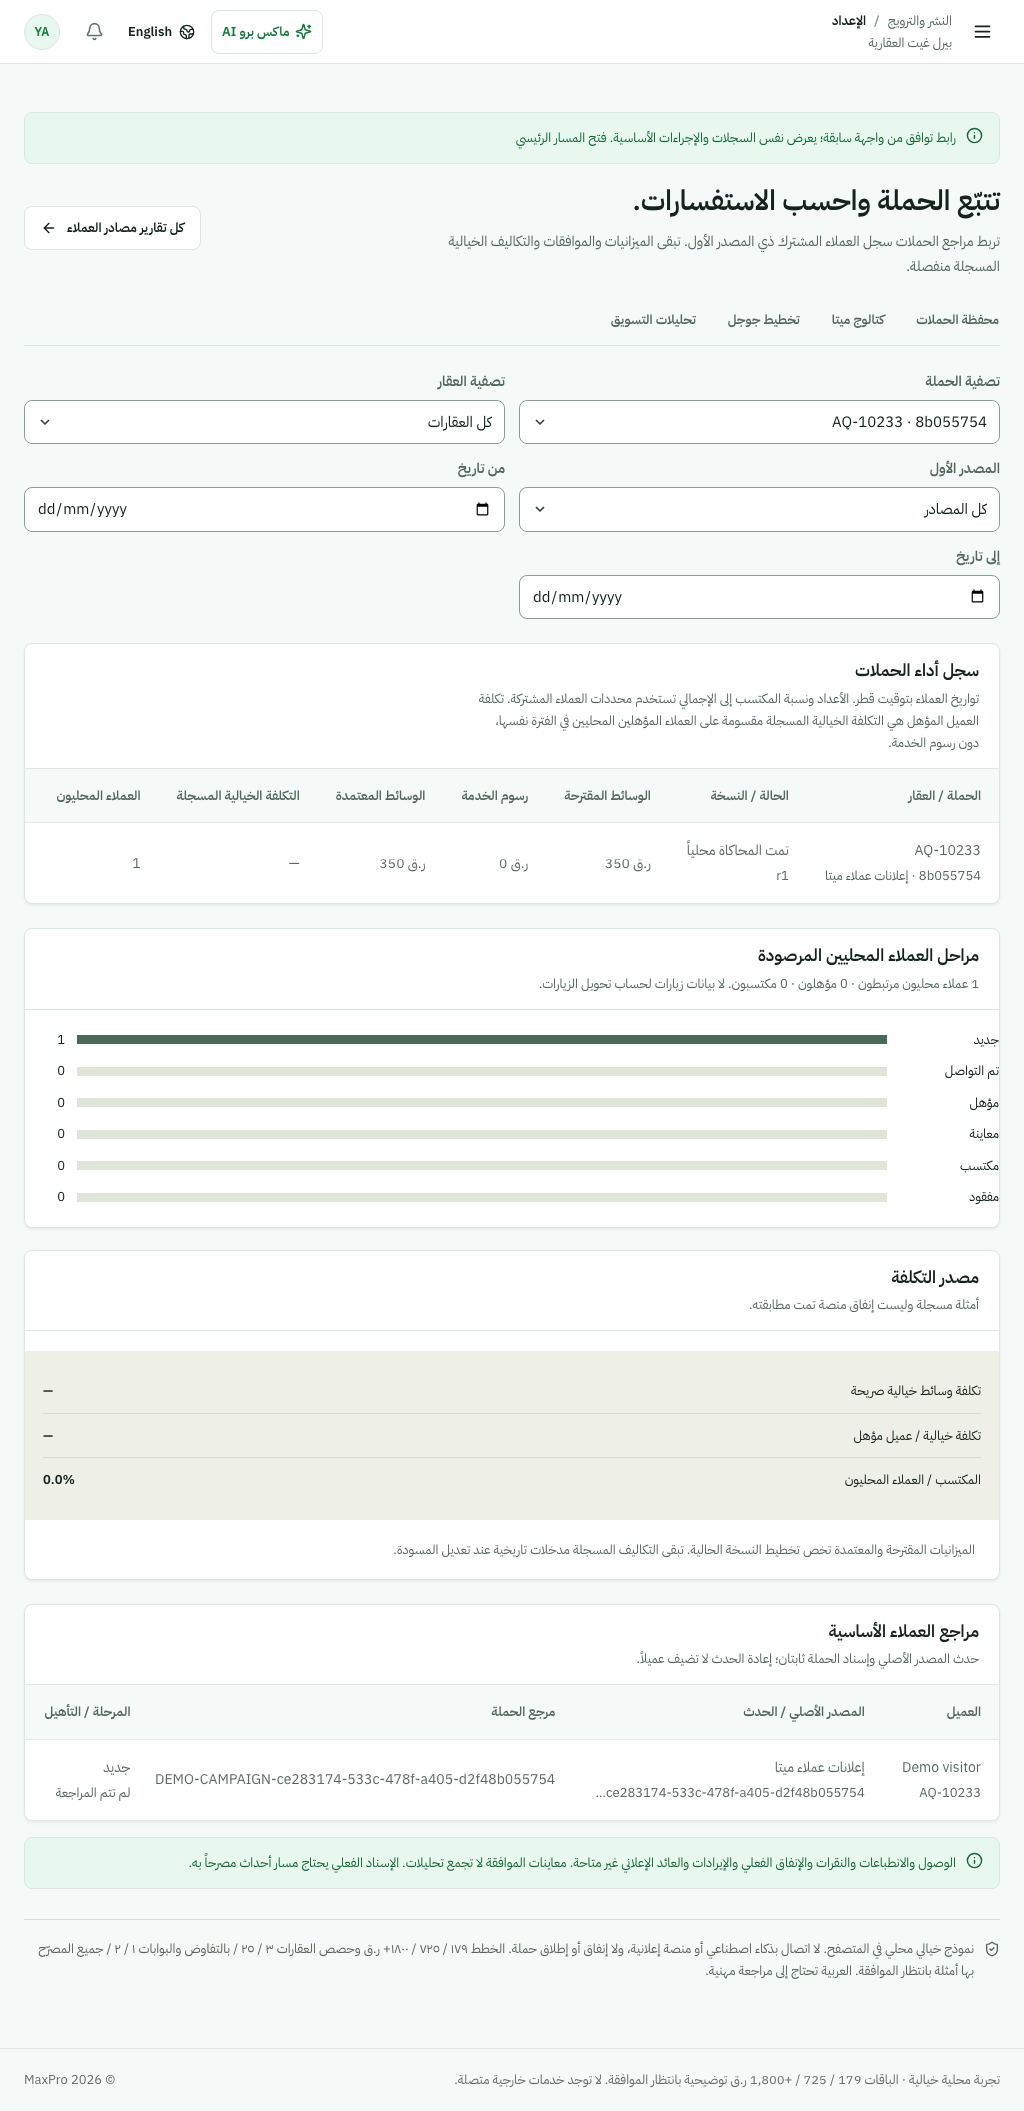 النشر والترويج / الإعداد
بيرل غيت العقارية
ماكس برو AI
English
YA
رابط توافق من واجهة سابقة؛ يعرض نفس السجلات والإجراءات الأساسية. فتح المسار الرئيسي
تتبّع الحملة واحسب الاستفسارات.
تربط مراجع الحملات سجل العملاء المشترك ذي المصدر الأول. تبقى الميزانيات والموافقات والتكاليف الخيالية
المسجلة منفصلة.
كل تقارير مصادر العملاء
محفظة الحملات
كتالوج ميتا
تخطيط جوجل
تحليلات التسويق
تصفية الحملة
تصفية العقار
AQ-10233 · 8b055754
كل العقارات
المصدر الأول
من تاريخ
كل المصادر
dd/mm/yyyy
إلى تاريخ
dd/mm/yyyy
سجل أداء الحملات
تواريخ العملاء بتوقيت قطر. الأعداد ونسبة المكتسب إلى الإجمالي تستخدم محددات العملاء المشتركة. تكلفة
العميل المؤهل هي التكلفة الخيالية المسجلة مقسومة على العملاء المؤهلين المحليين في الفترة نفسها،
دون رسوم الخدمة.
الحملة / العقار
الحالة / النسخة
الوسائط المقترحة
رسوم الخدمة
الوسائط المعتمدة
التكلفة الخيالية المسجلة
العملاء المحليون
AQ-10233
8b055754 · إعلانات عملاء ميتا
تمت المحاكاة محلياً
r1
ر.ق 350
ر.ق 0
ر.ق 350
—
1
مراحل العملاء المحليين المرصودة
1 عملاء محليون مرتبطون · 0 مؤهلون · 0 مكتسبون. لا بيانات زيارات لحساب تحويل الزيارات.
جديد 1
تم التواصل 0
مؤهل 0
معاينة 0
مكتسب 0
مفقود 0
مصدر التكلفة
أمثلة مسجلة وليست إنفاق منصة تمت مطابقته.
تكلفة وسائط خيالية صريحة —
تكلفة خيالية / عميل مؤهل —
المكتسب / العملاء المحليون 0.0%
الميزانيات المقترحة والمعتمدة تخص تخطيط النسخة الحالية. تبقى التكاليف المسجلة مدخلات تاريخية عند تعديل المسودة.
مراجع العملاء الأساسية
حدث المصدر الأصلي وإسناد الحملة ثابتان؛ إعادة الحدث لا تضيف عميلاً.
العميل
المصدر الأصلي / الحدث
مرجع الحملة
المرحلة / التأهيل
Demo visitor
AQ-10233
إعلانات عملاء ميتا
ce283174-533c-478f-a405-d2f48b055754…
DEMO-CAMPAIGN-ce283174-533c-478f-a405-d2f48b055754
جديد
لم تتم المراجعة
الوصول والانطباعات والنقرات والإنفاق الفعلي والإيرادات والعائد الإعلاني غير متاحة. معاينات الموافقة لا تجمع تحليلات. الإسناد الفعلي يحتاج مسار أحداث مصرحاً به.
نموذج خيالي محلي في المتصفح. لا اتصال بذكاء اصطناعي أو منصة إعلانية، ولا إنفاق أو إطلاق حملة. الخطط ١٧٩ / ٧٢٥ / ١٨٠٠+ ر.ق وحصص العقارات ٣ / ٢٥ / بالتفاوض والبوابات ١ / ٢ / جميع المصرّح
بها أمثلة بانتظار الموافقة. العربية تحتاج إلى مراجعة مهنية.
تجربة محلية خيالية · الباقات 179 / 725 / +1,800 ر.ق توضيحية بانتظار الموافقة. لا توجد خدمات خارجية متصلة.
© 2026 MaxPro